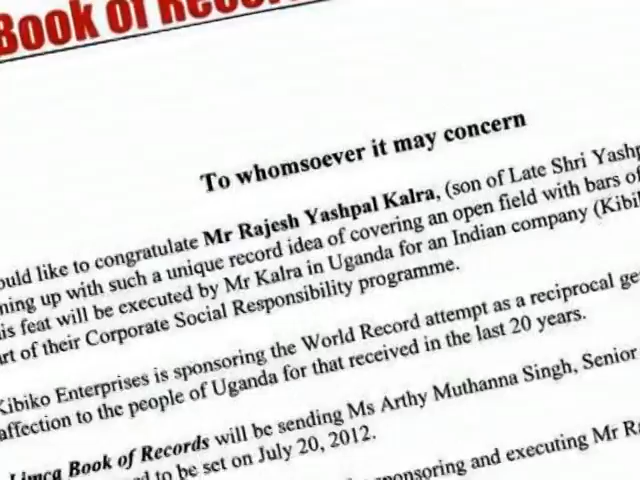 Book of Record
To whomsoever it may concern
ould like to congratulate Mr Rajesh Yashpal Kalra, (son of Late Shri Yashp
ming up with such a unique record idea of covering an open field with bars of
is feat will be executed by Mr Kalra in Uganda for an Indian company (Kibi
art of their Corporate Social Responsibility programme.
Kibiko Enterprises is sponsoring the World Record attempt as a reciprocal ge
affection to the people of Uganda for that received in the last 20 years.
Limca Book of Records will be sending Ms Arthy Muthanna Singh, Senior
d to be set on July 20, 2012.
onsoring and executing Mr Ra